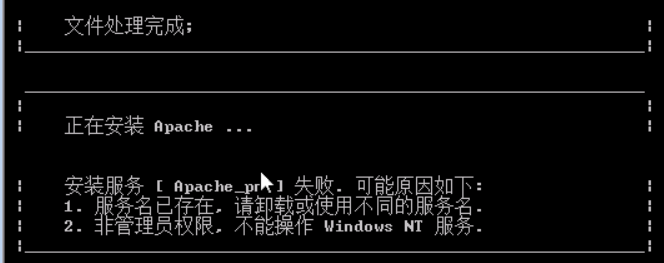 文件处理完成;
正在安装 Apache ...
安装服务 [ ] 失败. 可能原因如下:
1. 服务名已存在, 请卸载或使用不同的服务名.
2. 非管理员权限, 不能操作 Windows NT 服务.